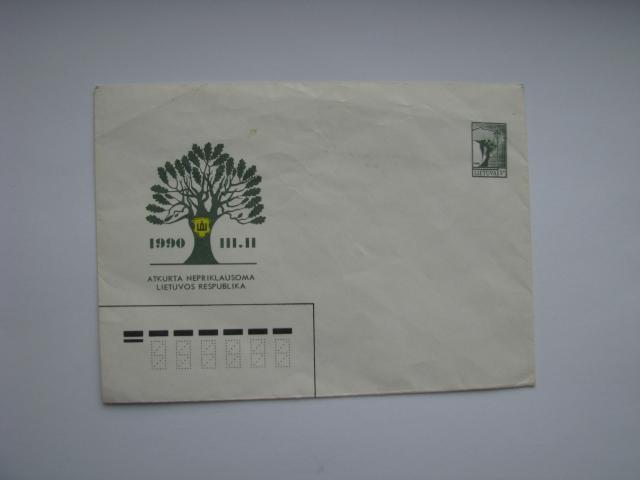 LIETUVA
1990 III.11
ATKURTA NEPRIKLAUSOMA
LIETUVOS RESPUBLIKA